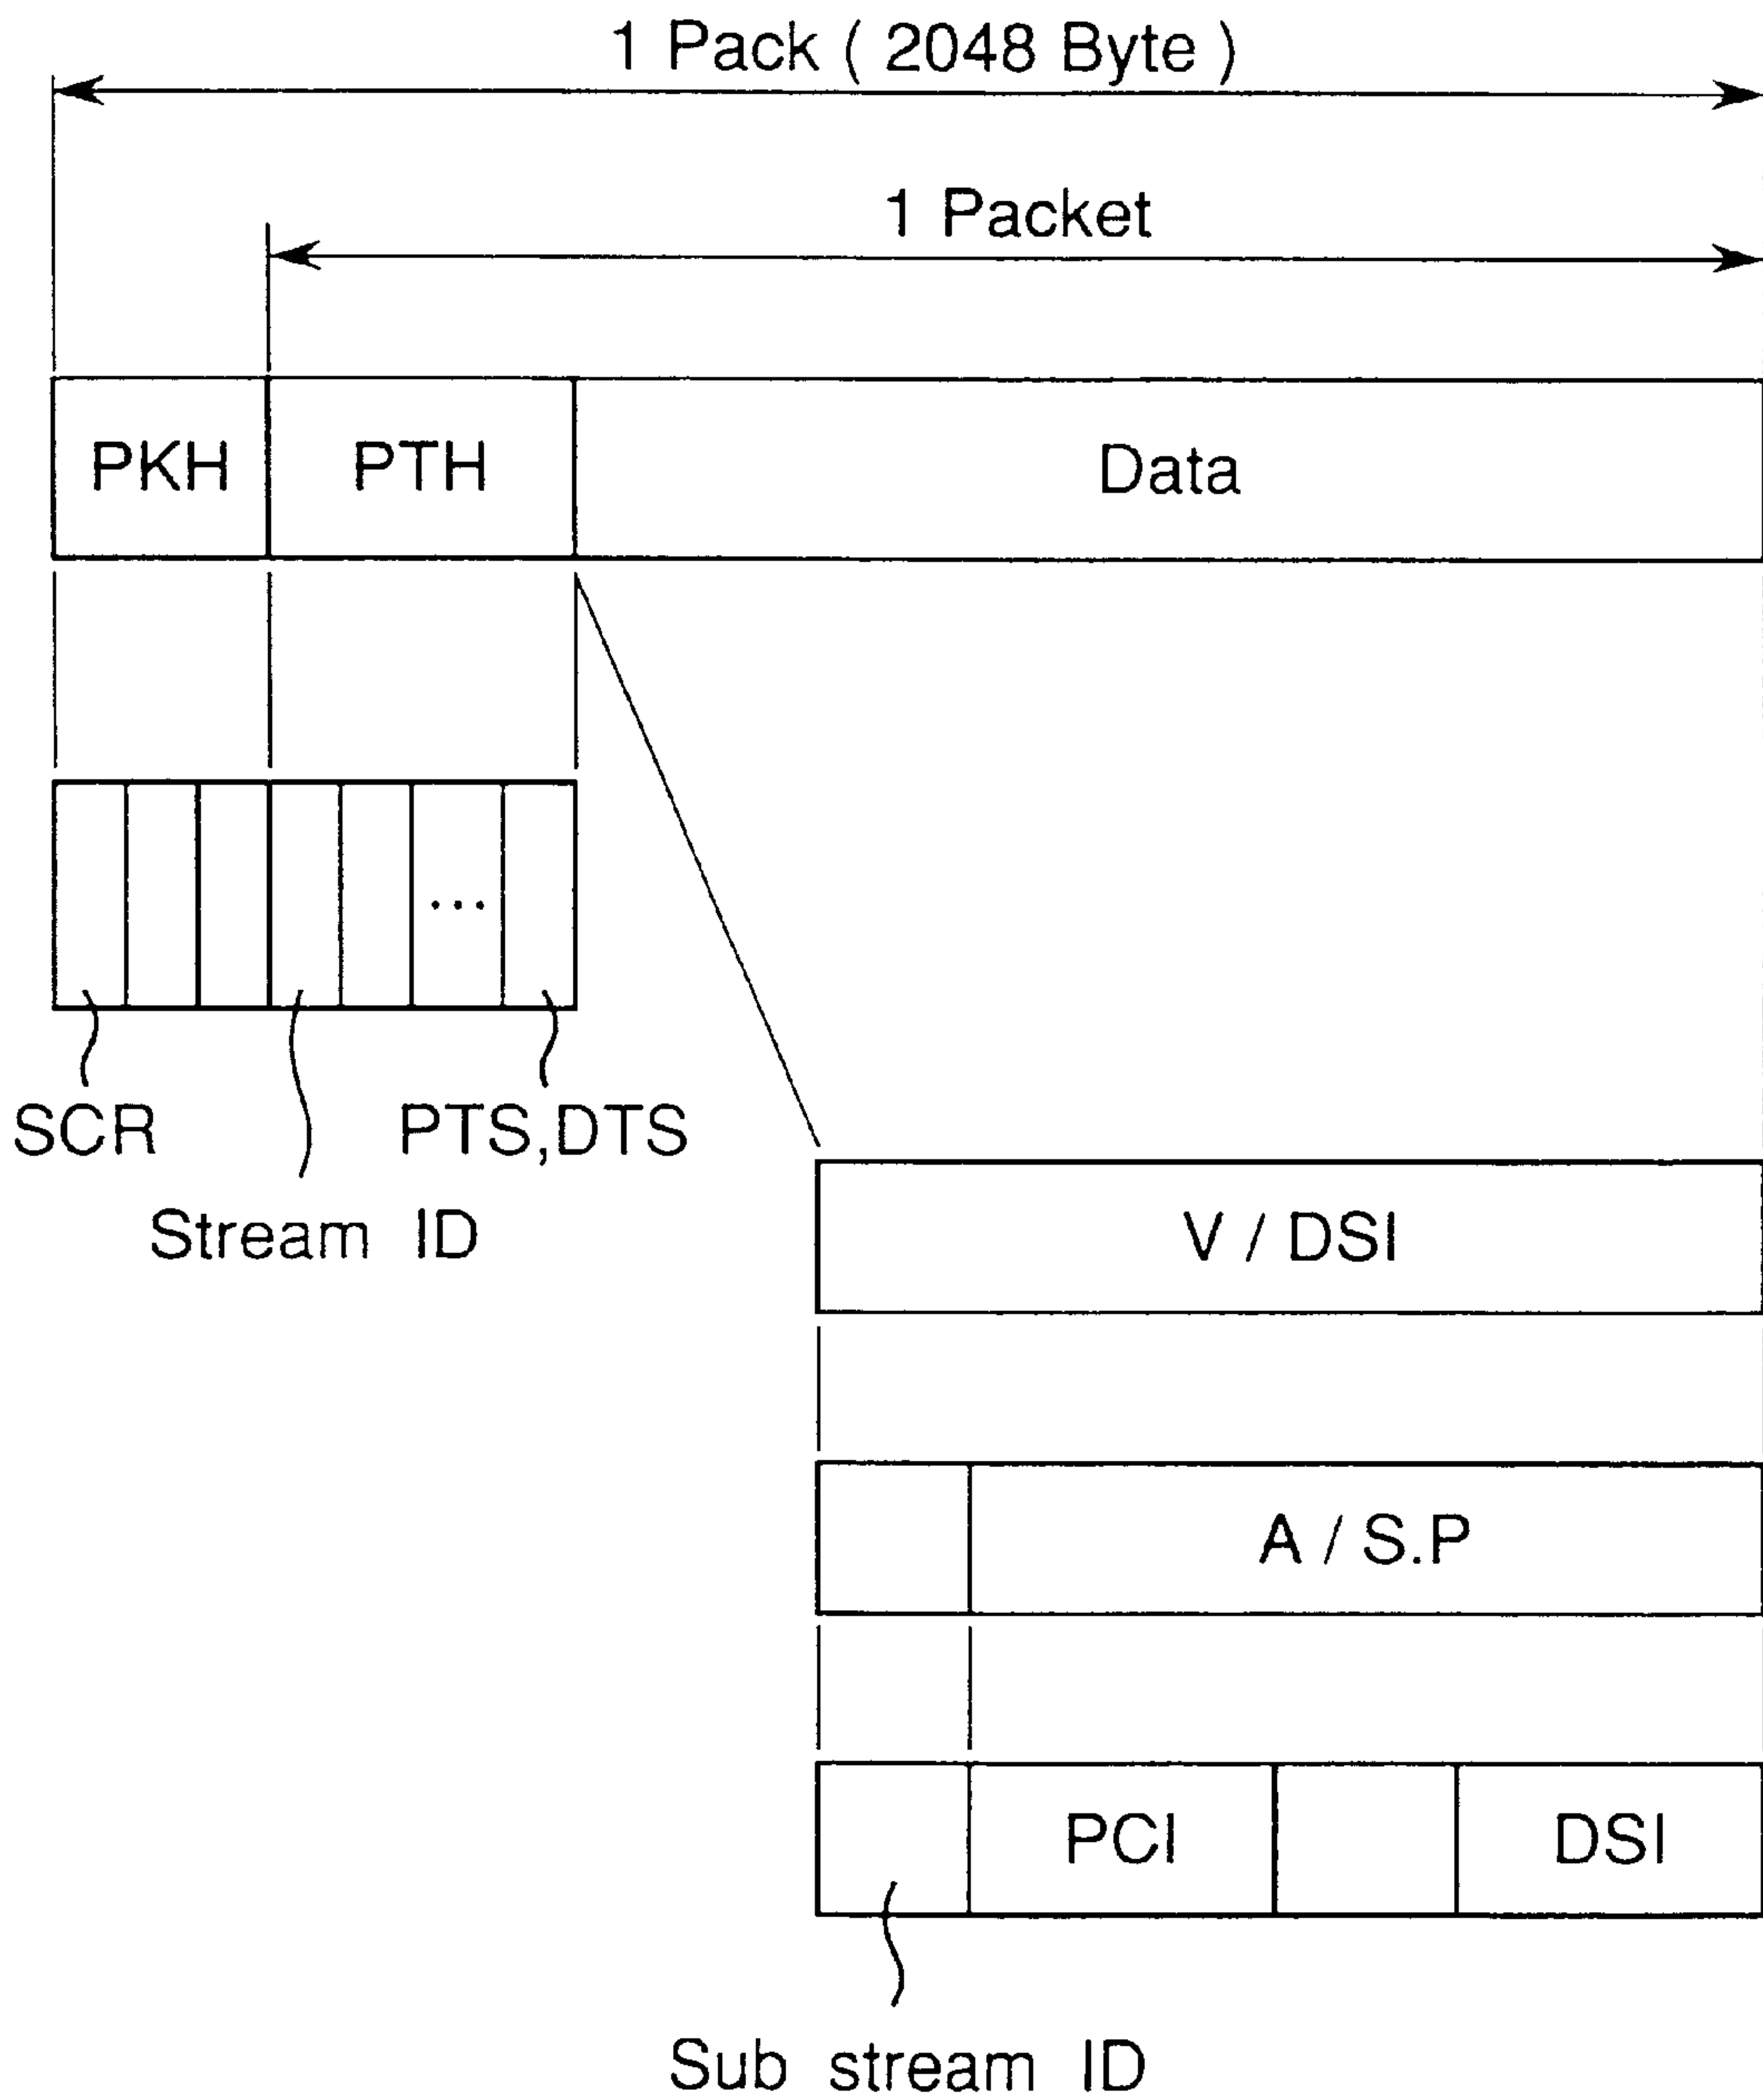 1 Pack ( 2048 Byte )
1 Packet
PKH PTH Data
...
SCR PTS,DTS
Stream ID
V / DSI
A / S.P
PCI DSI
Sub stream ID